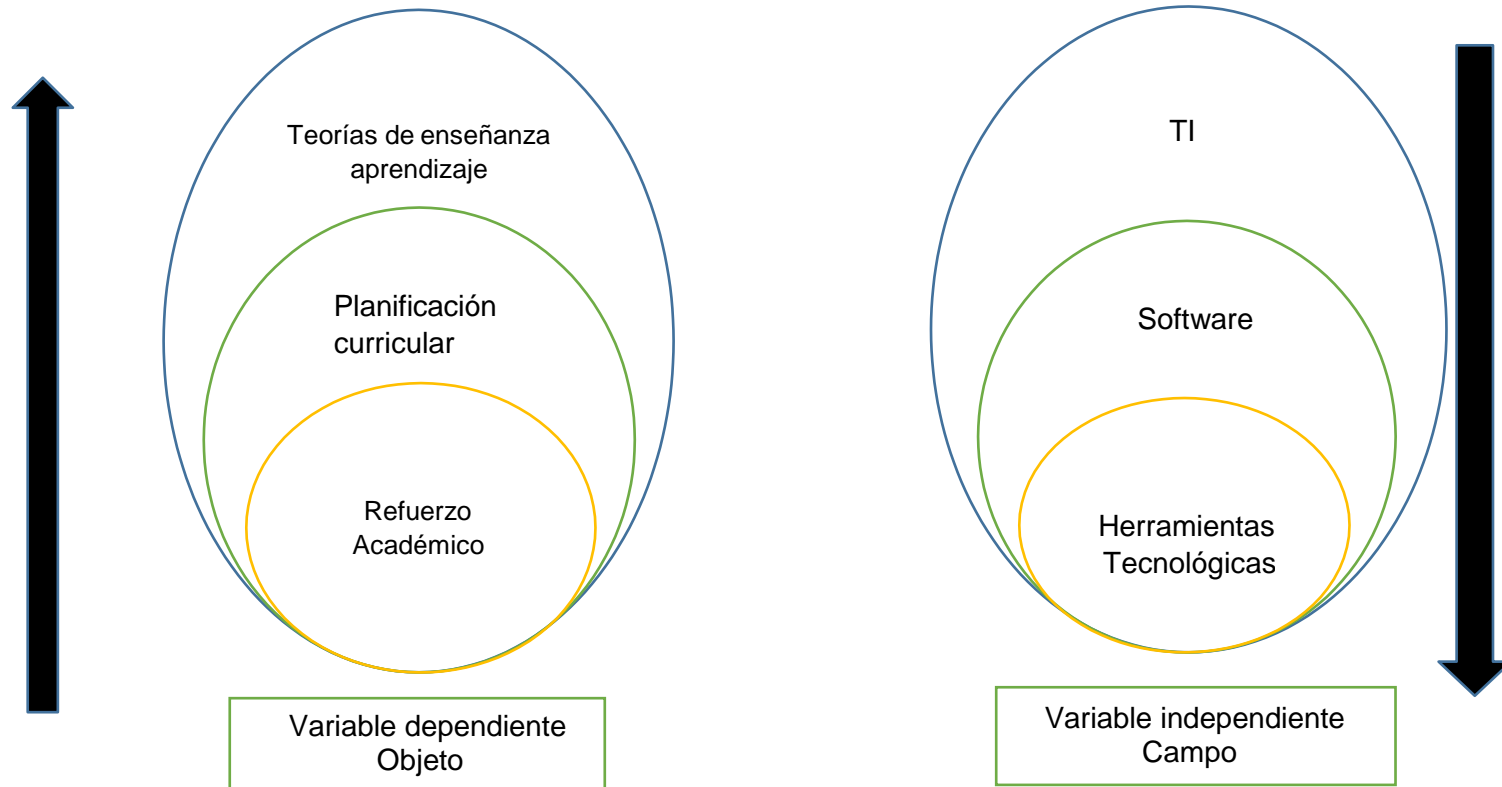 Teorías de enseñanza
aprendizaje
Planificación
curricular
Refuerzo
Académico
Variable dependiente
Objeto
TI
Software
Herramientas
Tecnológicas
Variable independiente
Campo